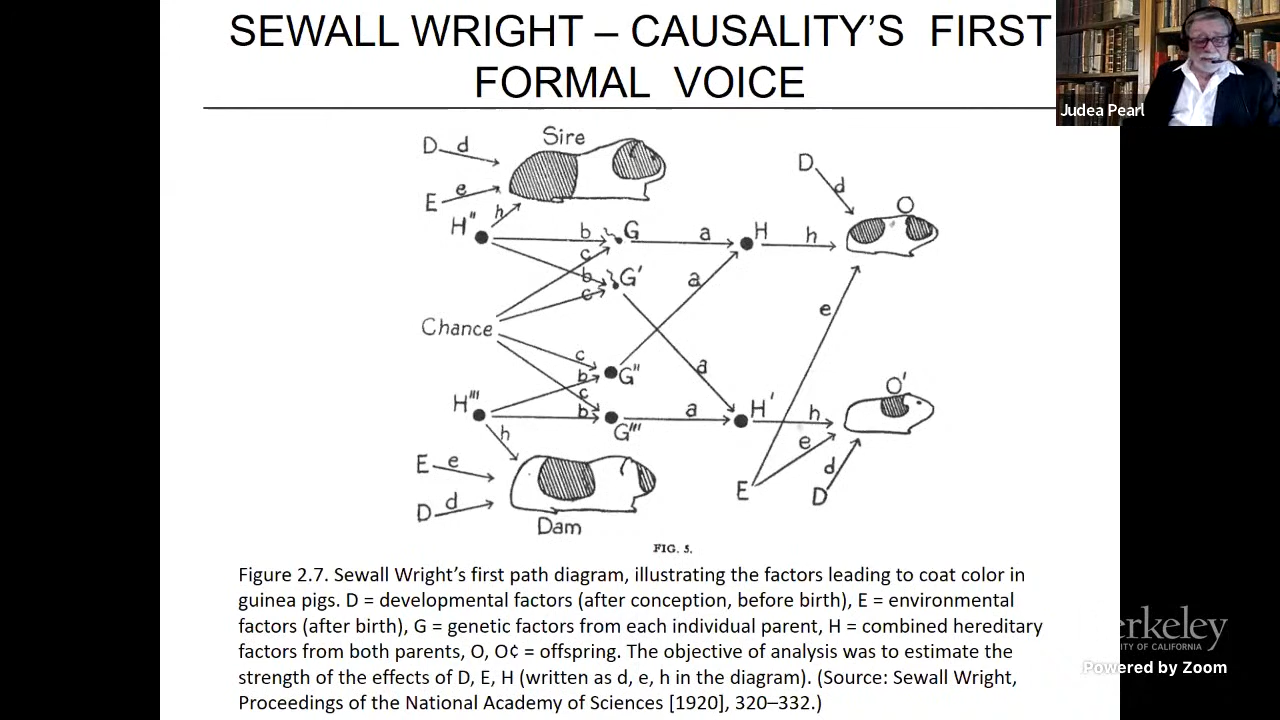 SEWALL WRIGHT – CAUSALITY'S FIRST
FORMAL VOICE
Judea Pearl
Sire
D d
E e
H" h
b G a H h
c
b G'
c
a
D
d
O
Chance
e
c
b G"
c
a
H''' b G''' a H' h
O'
h
e
E e
D d
Dam
E
d
D
FIG. 5.
Figure 2.7. Sewall Wright's first path diagram, illustrating the factors leading to coat color in
guinea pigs. D = developmental factors (after conception, before birth), E = environmental
factors (after birth), G = genetic factors from each individual parent, H = combined hereditary
factors from both parents, O, O¢ = offspring. The objective of analysis was to estimate the
strength of the effects of D, E, H (written as d, e, h in the diagram). (Source: Sewall Wright,
Proceedings of the National Academy of Sciences [1920], 320–332.)
erkeley
ITY OF CALIFORNIA
Powered by Zoom